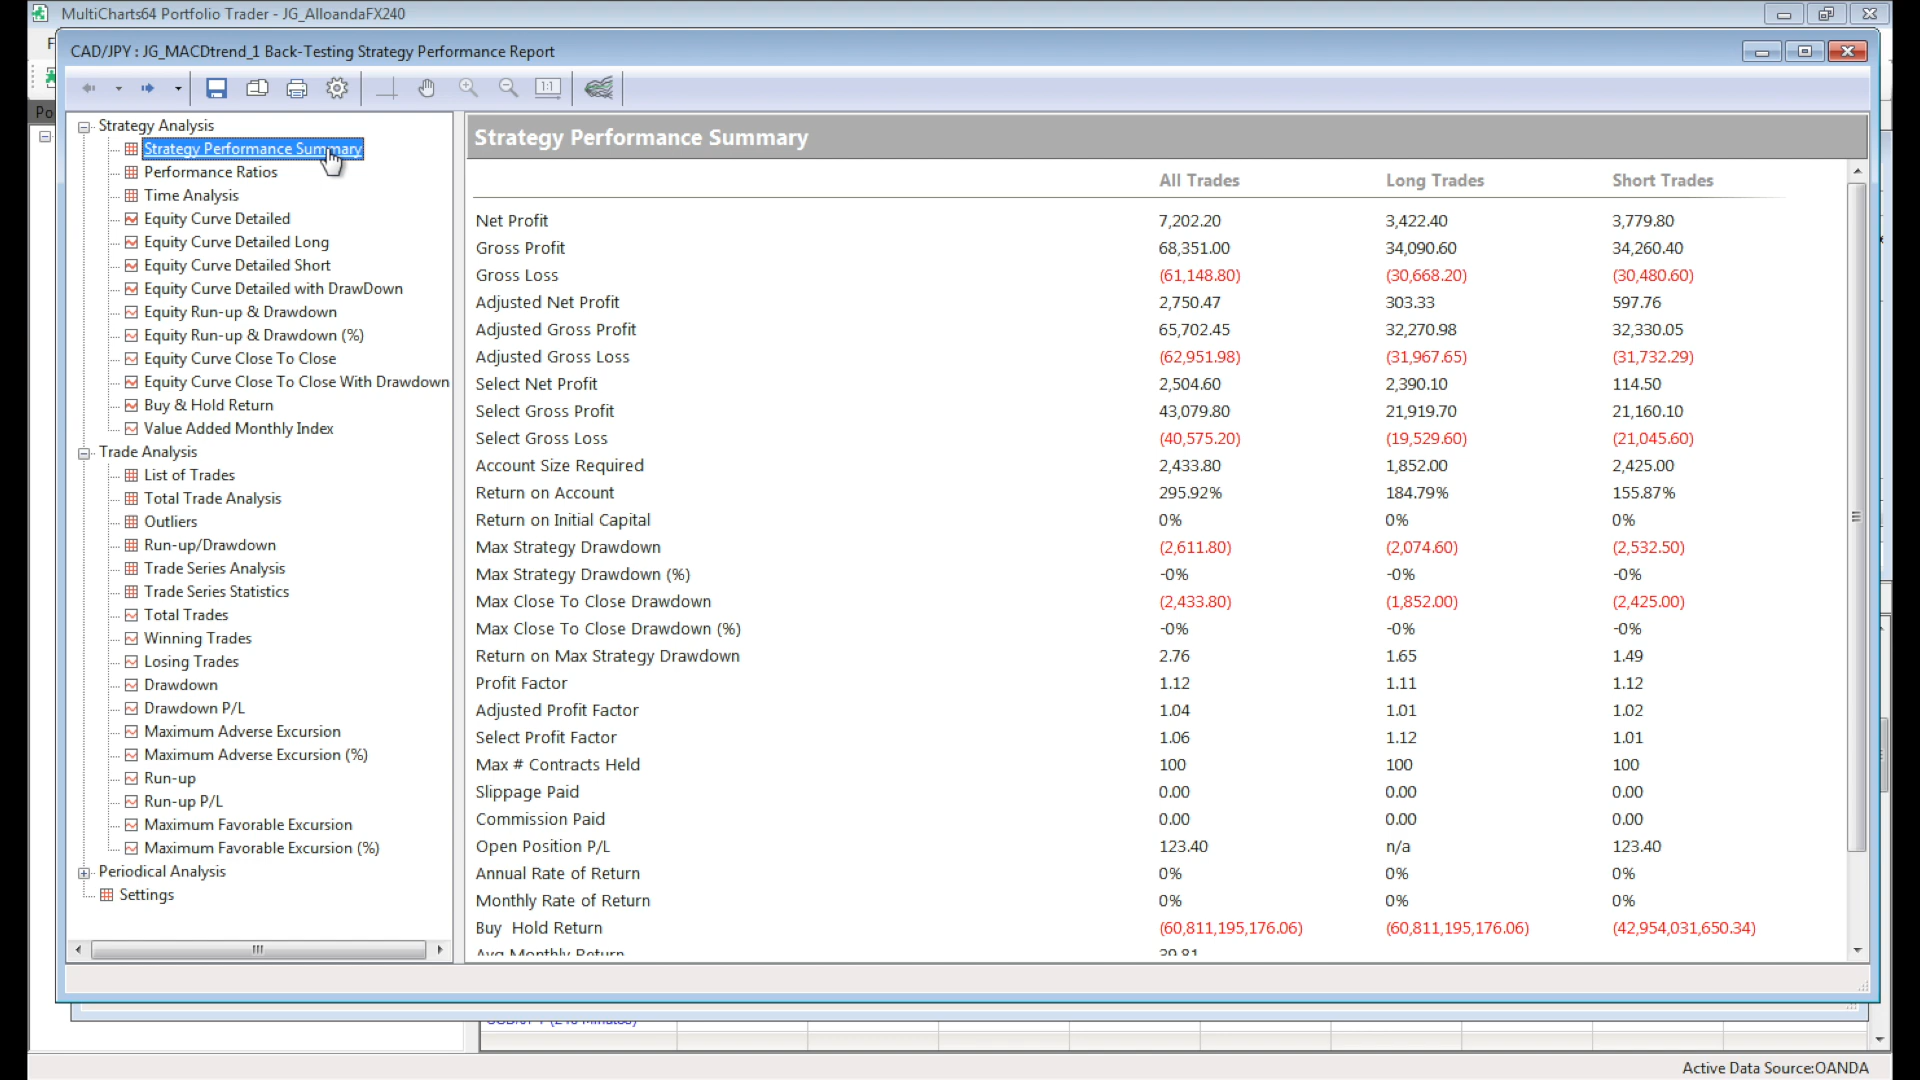 MultiCharts64 Portfolio Trader - JG_AlloandaFX240
F
CAD/JPY : JG_MACDtrend_1 Back-Testing Strategy Performance Report
1:1
Po
Strategy Analysis
Strategy Performance Summary
Performance Ratios
Time Analysis
Equity Curve Detailed
Equity Curve Detailed Long
Equity Curve Detailed Short
Equity Curve Detailed with DrawDown
Equity Run-up & Drawdown
Equity Run-up & Drawdown (%)
Equity Curve Close To Close
Equity Curve Close To Close With Drawdown
Buy & Hold Return
Value Added Monthly Index
Trade Analysis
List of Trades
Total Trade Analysis
Outliers
Run-up/Drawdown
Trade Series Analysis
Trade Series Statistics
Total Trades
Winning Trades
Losing Trades
Drawdown
Drawdown P/L
Maximum Adverse Excursion
Maximum Adverse Excursion (%)
Run-up
Run-up P/L
Maximum Favorable Excursion
Maximum Favorable Excursion (%)
Periodical Analysis
Settings
Strategy Performance Summary
All Trades Long Trades Short Trades
Net Profit 7,202.20 3,422.40 3,779.80
Gross Profit 68,351.00 34,090.60 34,260.40
Gross Loss (61,148.80) (30,668.20) (30,480.60)
Adjusted Net Profit 2,750.47 303.33 597.76
Adjusted Gross Profit 65,702.45 32,270.98 32,330.05
Adjusted Gross Loss (62,951.98) (31,967.65) (31,732.29)
Select Net Profit 2,504.60 2,390.10 114.50
Select Gross Profit 43,079.80 21,919.70 21,160.10
Select Gross Loss (40,575.20) (19,529.60) (21,045.60)
Account Size Required 2,433.80 1,852.00 2,425.00
Return on Account 295.92% 184.79% 155.87%
Return on Initial Capital 0% 0% 0%
Max Strategy Drawdown (2,611.80) (2,074.60) (2,532.50)
Max Strategy Drawdown (%) -0% -0% -0%
Max Close To Close Drawdown (2,433.80) (1,852.00) (2,425.00)
Max Close To Close Drawdown (%) -0% -0% -0%
Return on Max Strategy Drawdown 2.76 1.65 1.49
Profit Factor 1.12 1.11 1.12
Adjusted Profit Factor 1.04 1.01 1.02
Select Profit Factor 1.06 1.12 1.01
Max # Contracts Held 100 100 100
Slippage Paid 0.00 0.00 0.00
Commission Paid 0.00 0.00 0.00
Open Position P/L 123.40 n/a 123.40
Annual Rate of Return 0% 0% 0%
Monthly Rate of Return 0% 0% 0%
Buy Hold Return (60,811,195,176.06) (60,811,195,176.06) (42,954,031,650.34)
Avg Monthly Return 39.81
Active Data Source:OANDA